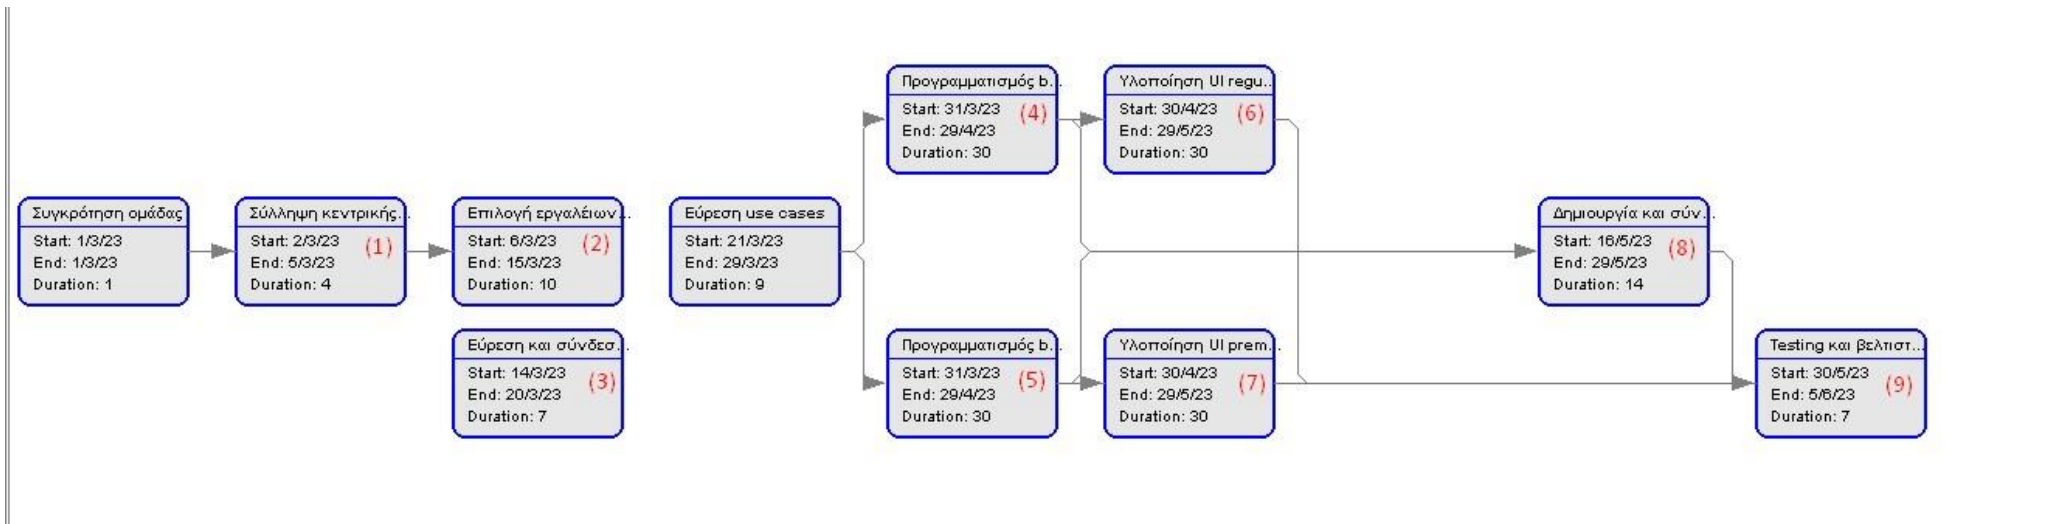 Συγκρότηση ομάδας
Start: 1/3/23
End: 1/3/23
Duration: 1
Σύλληψη κεντρικής...
Start: 2/3/23
(1)
End: 5/3/23
Duration: 4
Επιλογή εργαλέιων...
Start: 6/3/23
(2)
End: 15/3/23
Duration: 10
Εύρεση και σύνδεσ...
Start: 14/3/23
(3)
End: 20/3/23
Duration: 7
Εύρεση use cases
Start: 21/3/23
End: 29/3/23
Duration: 9
Προγραμματισμός b...
Start: 31/3/23
(4)
End: 29/4/23
Duration: 30
Προγραμματισμός b...
Start: 31/3/23
(5)
End: 29/4/23
Duration: 30
Υλοποίηση UI regu...
Start: 30/4/23
(6)
End: 29/5/23
Duration: 30
Υλοποίηση UI prem...
Start: 30/4/23
(7)
End: 29/5/23
Duration: 30
Δημιουργία και σύν...
Start: 16/5/23
(8)
End: 29/5/23
Duration: 14
Testing και βελτιστ...
Start: 30/5/23
(9)
End: 5/6/23
Duration: 7